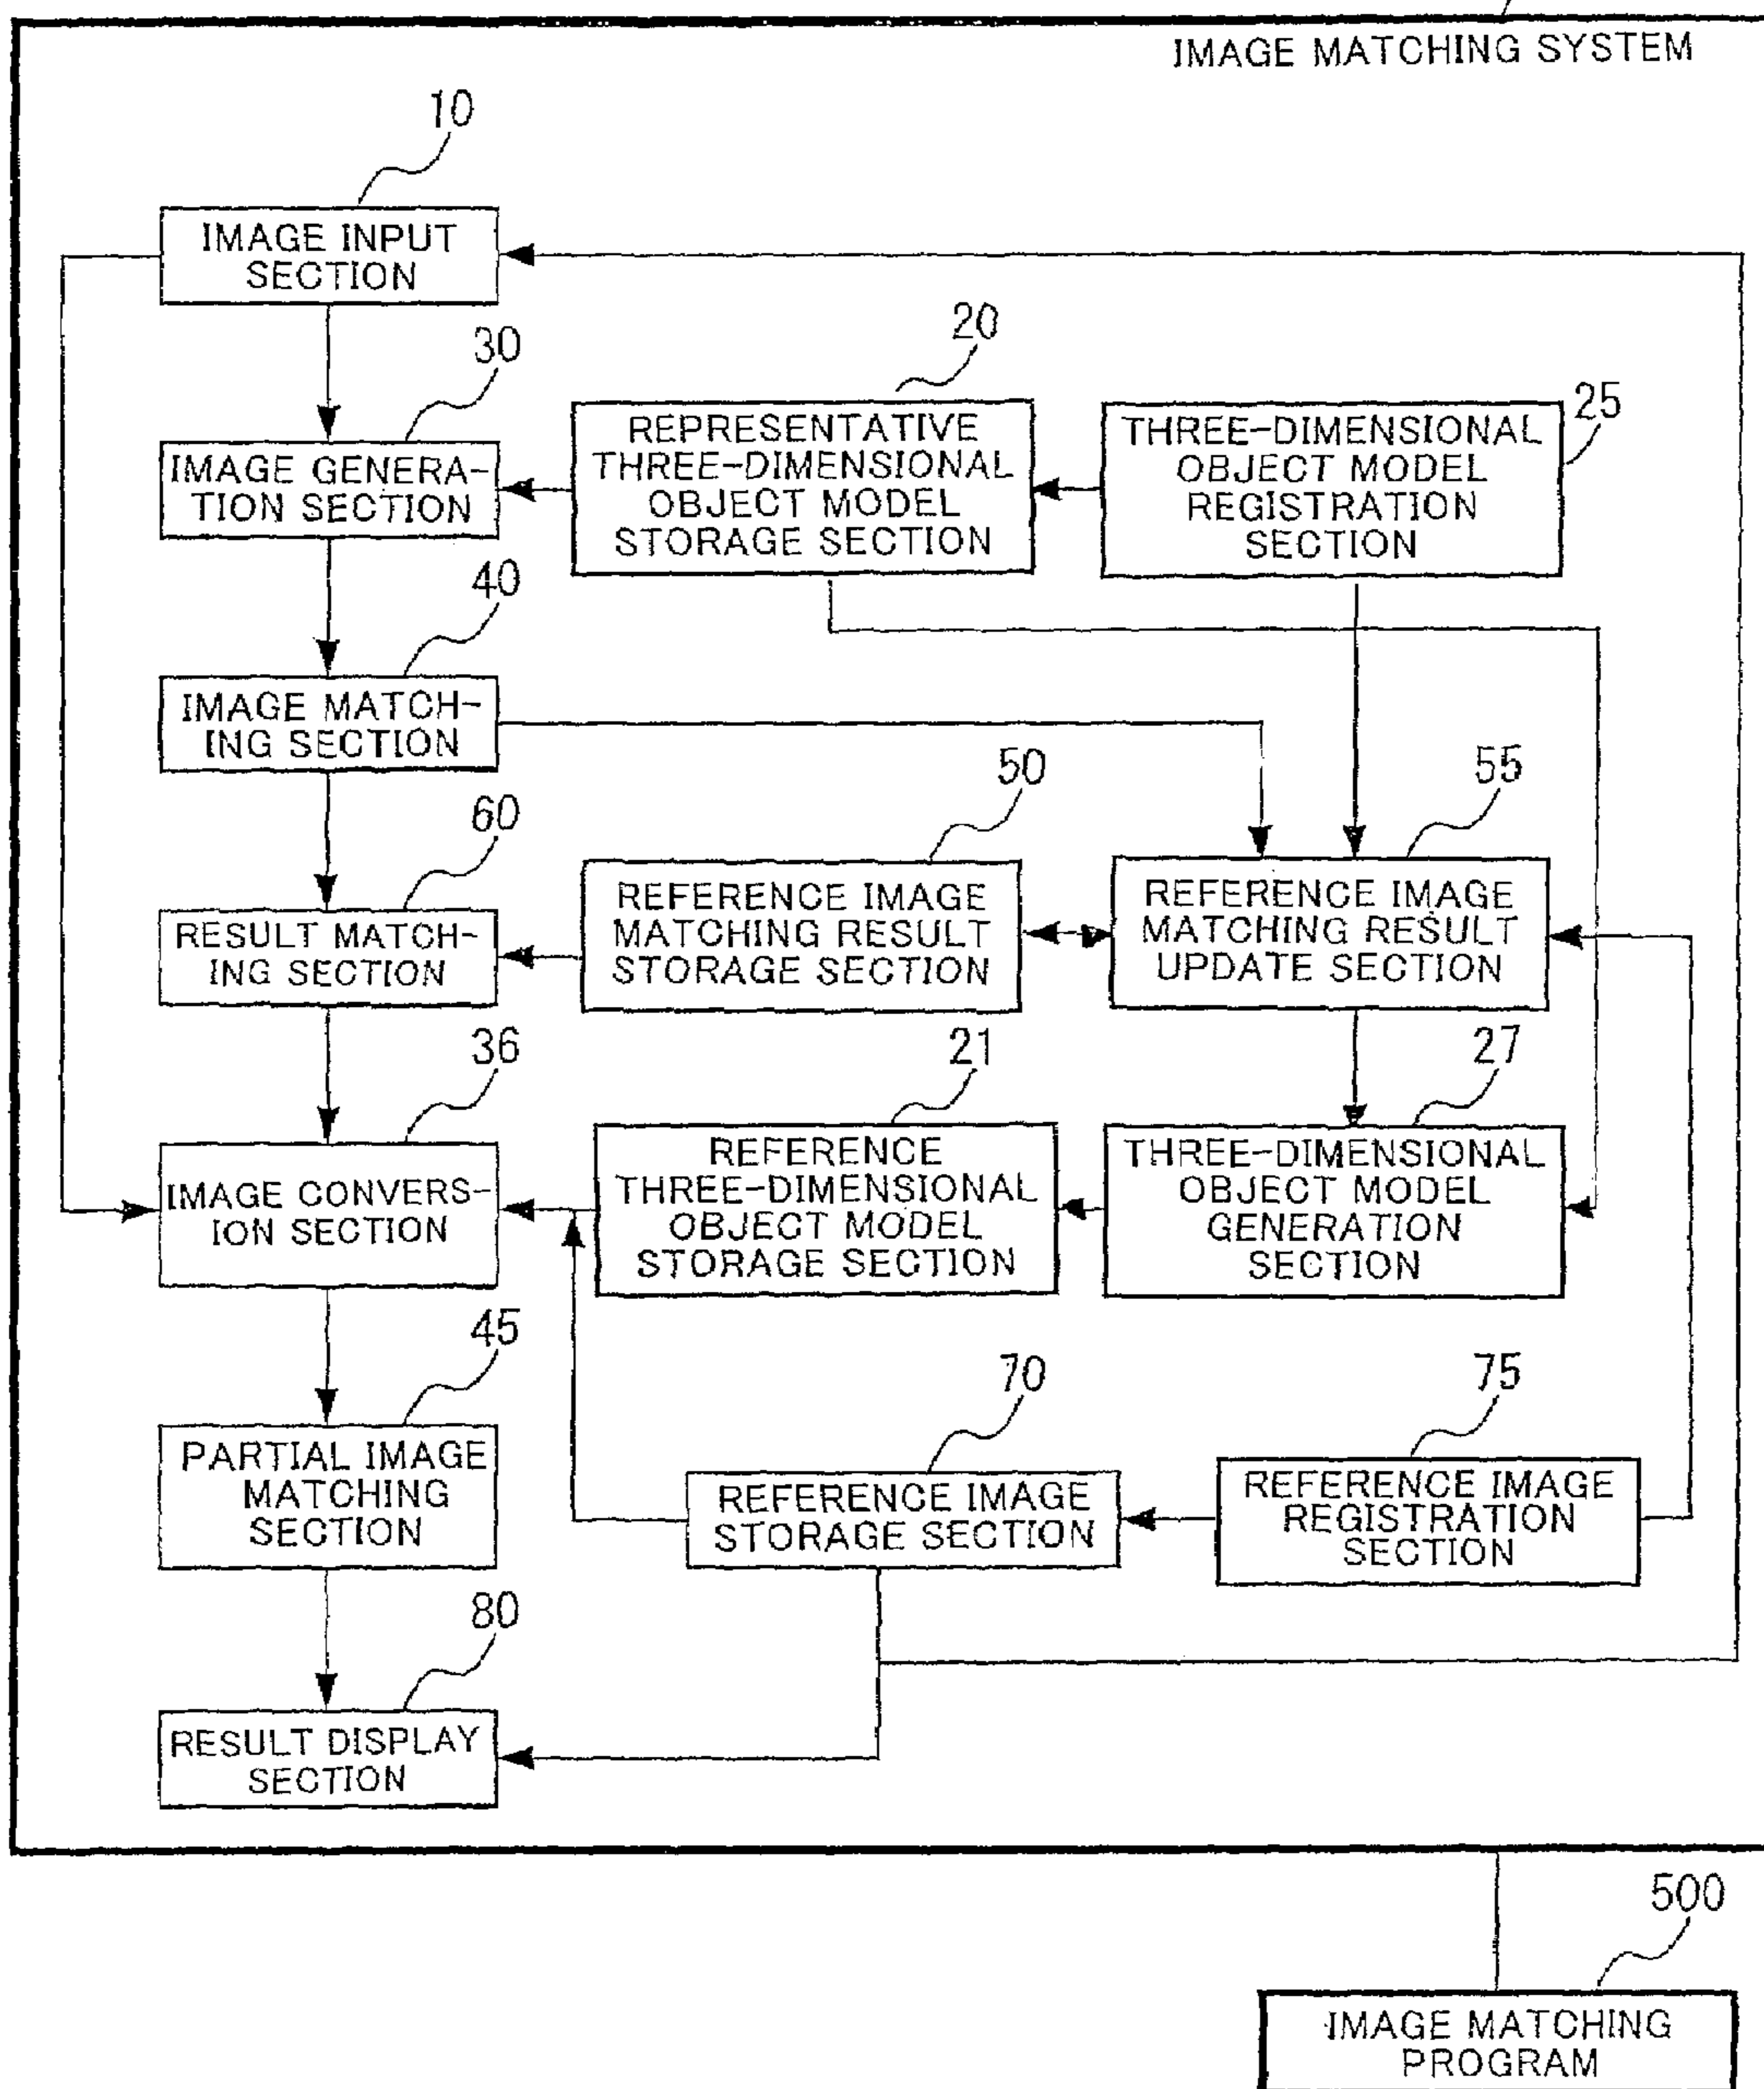 IMAGE MATCHING SYSTEM
10
IMAGE INPUT
SECTION
30
IMAGE GENERA-
TION SECTION
20
REPRESENTATIVE
THREE-DIMENSIONAL
OBJECT MODEL
STORAGE SECTION
25
THREE-DIMENSIONAL
OBJECT MODEL
REGISTRATION
SECTION
40
IMAGE MATCH-
ING SECTION
60
RESULT MATCH-
ING SECTION
50
REFERENCE IMAGE
MATCHING RESULT
STORAGE SECTION
55
REFERENCE IMAGE
MATCHING RESULT
UPDATE SECTION
36
IMAGE CONVERS-
ION SECTION
21
REFERENCE
THREE-DIMENSIONAL
OBJECT MODEL
STORAGE SECTION
27
THREE-DIMENSIONAL
OBJECT MODEL
GENERATION
SECTION
45
PARTIAL IMAGE
MATCHING
SECTION
70
REFERENCE IMAGE
STORAGE SECTION
75
REFERENCE IMAGE
REGISTRATION
SECTION
80
RESULT DISPLAY
SECTION
500
IMAGE MATCHING
PROGRAM